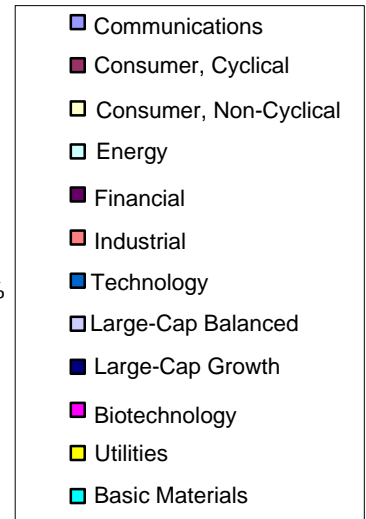 Communications
Consumer, Cyclical
Consumer, Non-Cyclical
Energy
Financial
Industrial
%
Technology
Large-Cap Balanced
Large-Cap Growth
Biotechnology
Utilities
Basic Materials